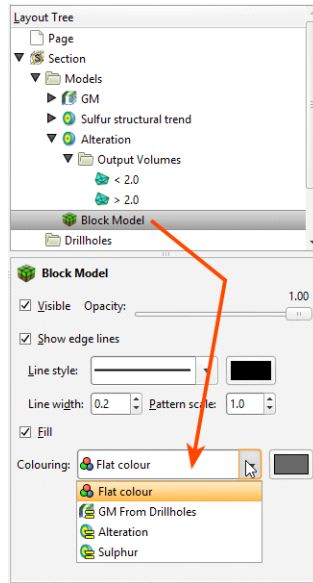 Layout Tree
Page
Section
Models
GM
Sulfur structural trend
Alteration
Output Volumes
< 2.0
> 2.0
Block Model
Drillholes
Block Model
Visible Opacity: 1.00
Show edge lines
Line style:
Line width: 0.2 Pattern scale: 1.0
Fill
Colouring: Flat colour
Flat colour
GM From Drillholes
Alteration
Sulphur